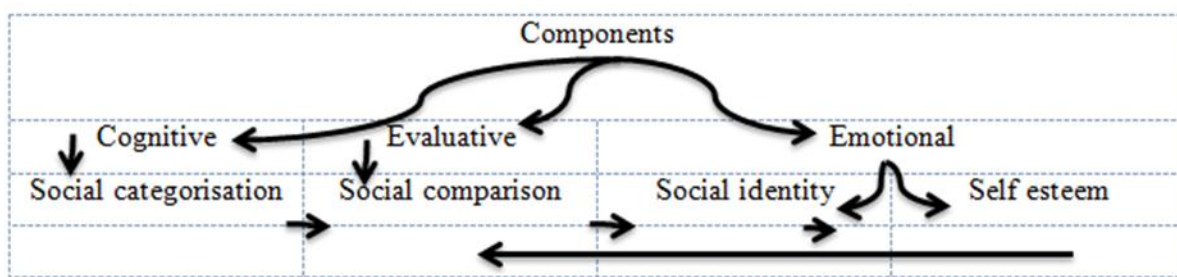 Components
Cognitive Evaluative Emotional
Social categorisation Social comparison Social identity Self esteem